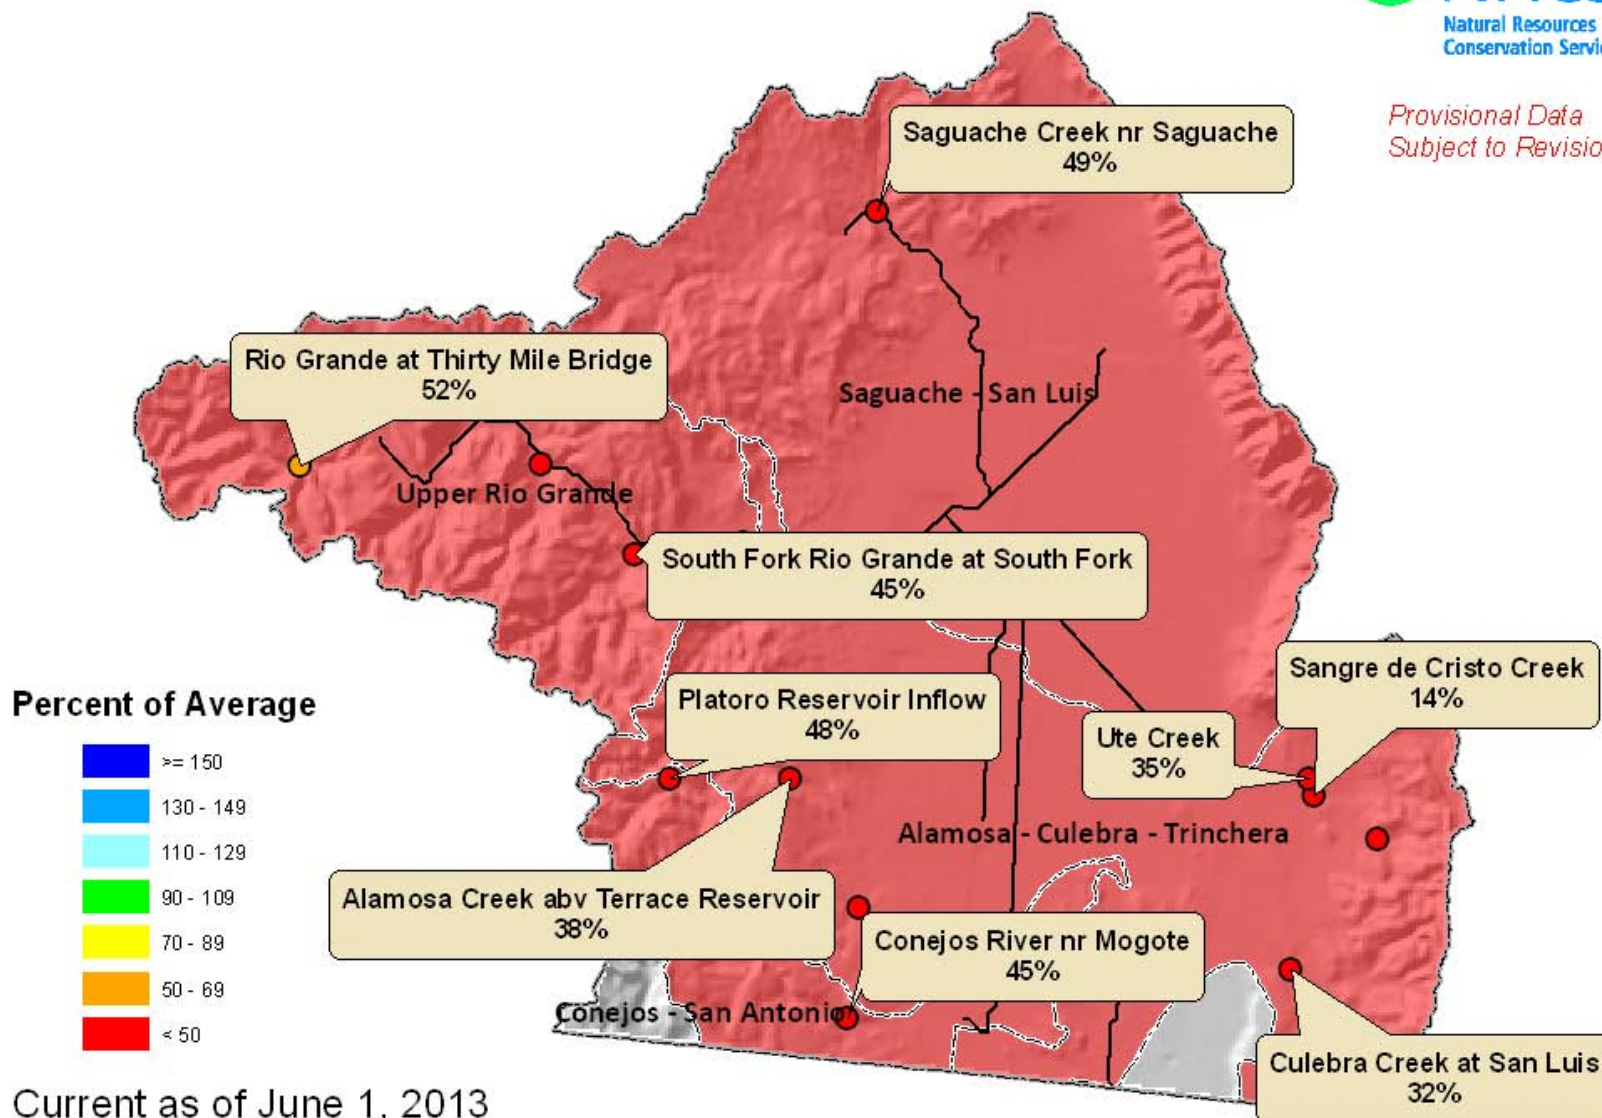 Natural Resources
Conservation Servi
Provisional Data
Subject to Revisio
Saguache Creek nr Saguache
49%
Rio Grande at Thirty Mile Bridge
52%
Saguache - San Luis
Upper Rio Grande
South Fork Rio Grande at South Fork
45%
Sangre de Cristo Creek
14%
Platoro Reservoir Inflow
48%
Ute Creek
35%
Alamosa - Culebra - Trinchera
Alamosa Creek abv Terrace Reservoir
38%
Conejos River nr Mogote
45%
Conejos - San Antonio
Culebra Creek at San Luis
32%
Percent of Average
>= 150
130 - 149
110 - 129
90 - 109
70 - 89
50 - 69
< 50
Current as of June 1, 2013